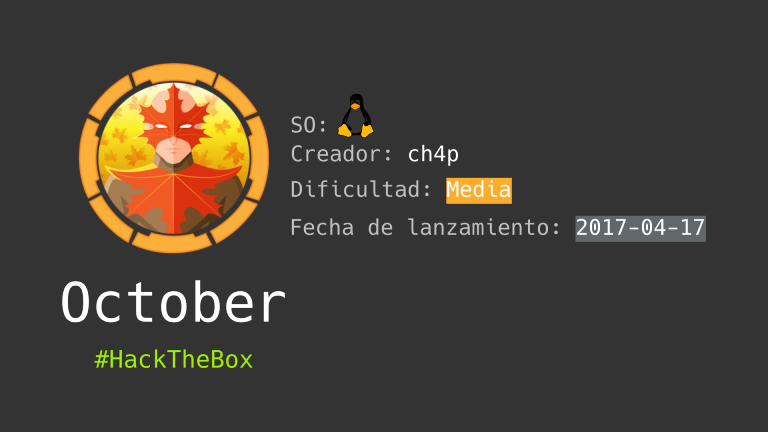 SO:
Creador: ch4p
Dificultad: Media
Fecha de lanzamiento: 2017-04-17
October
#HackTheBox